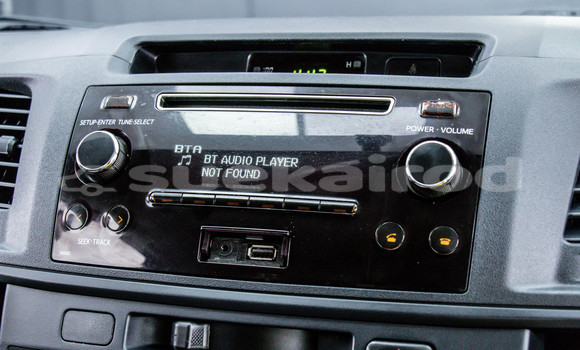 SETUP·ENTER TUNE·SELECT
POWER · VOLUME
BTA
BT AUDIO PLAYER
NOT FOUND
suekairod
SEEK·TRACK